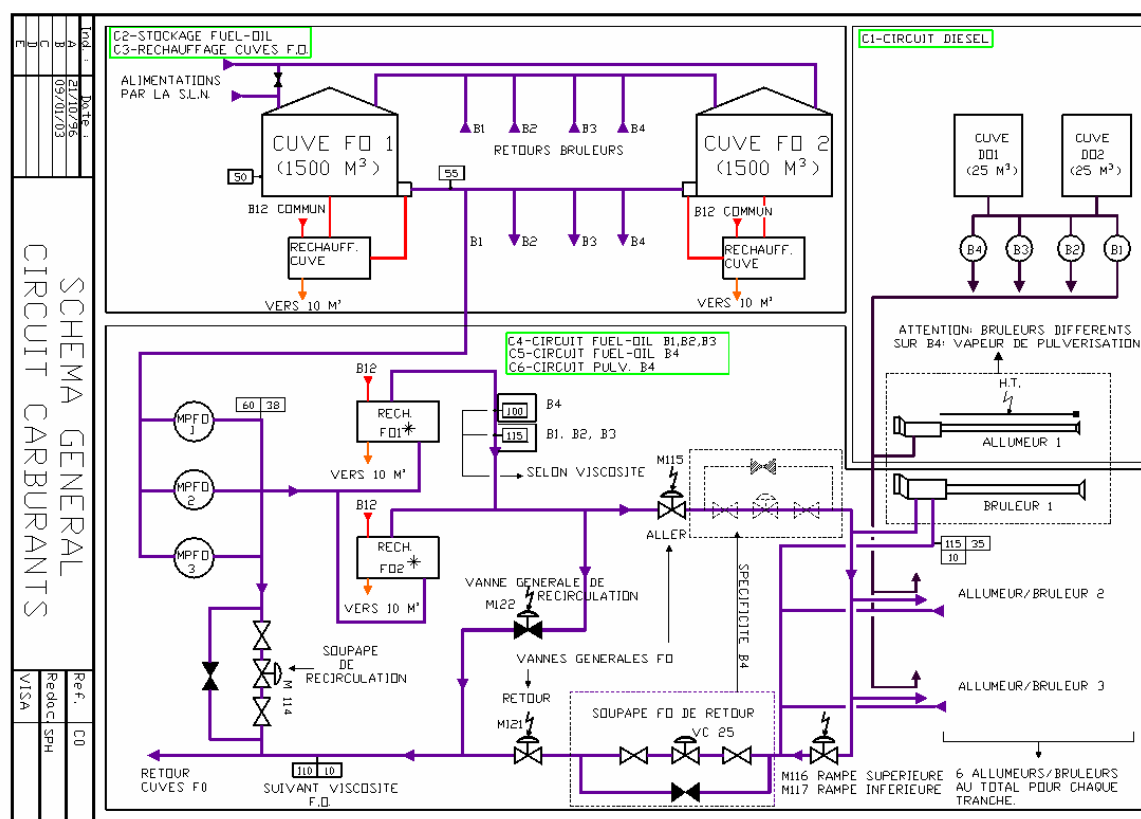 Ind.: Date:
A 21/10/96
B 09/01/03
C
D
E
SCHEMA GENERAL
CIRCUIT CARBURANTS
Ref. C0
Redac. SPH
VISA
C2-STOCKAGE FUEL-OIL
C3-RECHAUFFAGE CUVES F.O.
ALIMENTATIONS
PAR LA S.L.N.
CUVE FO 1
(1500 M³)
B1
B2
B3
B4
RETOURS BRULEURS
CUVE FO 2
(1500 M³)
50
55
B12 COMMUN
RECHAUFF.
CUVE
VERS 10 M³
B1
B2
B3
B4
B12 COMMUN
RECHAUFF.
CUVE
VERS 10 M³
C1-CIRCUIT DIESEL
CUVE
DO1
(25 M³)
CUVE
DO2
(25 M³)
B4
B3
B2
B1
ATTENTION: BRULEURS DIFFERENTS
SUR B4: VAPEUR DE PULVERISATION
H.T.
ALLUMEUR 1
BRULEUR 1
115 35
10
ALLUMEUR/BRULEUR 2
ALLUMEUR/BRULEUR 3
6 ALLUMEURS/BRULEURS
AU TOTAL POUR CHAQUE
TRANCHE.
C4-CIRCUIT FUEL-OIL B1,B2,B3
C5-CIRCUIT FUEL-OIL B4
C6-CIRCUIT PULV. B4
MPFO
1
MPFO
2
MPFO
3
60 38
B12
RECH.
FO1*
VERS 10 M³
B12
RECH.
FO2*
VERS 10 M³
100
B4
115
B1. B2, B3
SELON VISCOSITE
M115
ALLER
SPECIFICITE B4
VANNE GENERALE DE
RECIRCULATION
M122
VANNES GENERALES FO
RETOUR
M121
SOUPAPE
DE
RECIRCULATION
M 114
SOUPAPE FO DE RETOUR
VC 25
M116 RAMPE SUPERIEURE
M117 RAMPE INFERIEURE
RETOUR
CUVES FO
110 10
SUIVANT VISCOSITE
F.O.